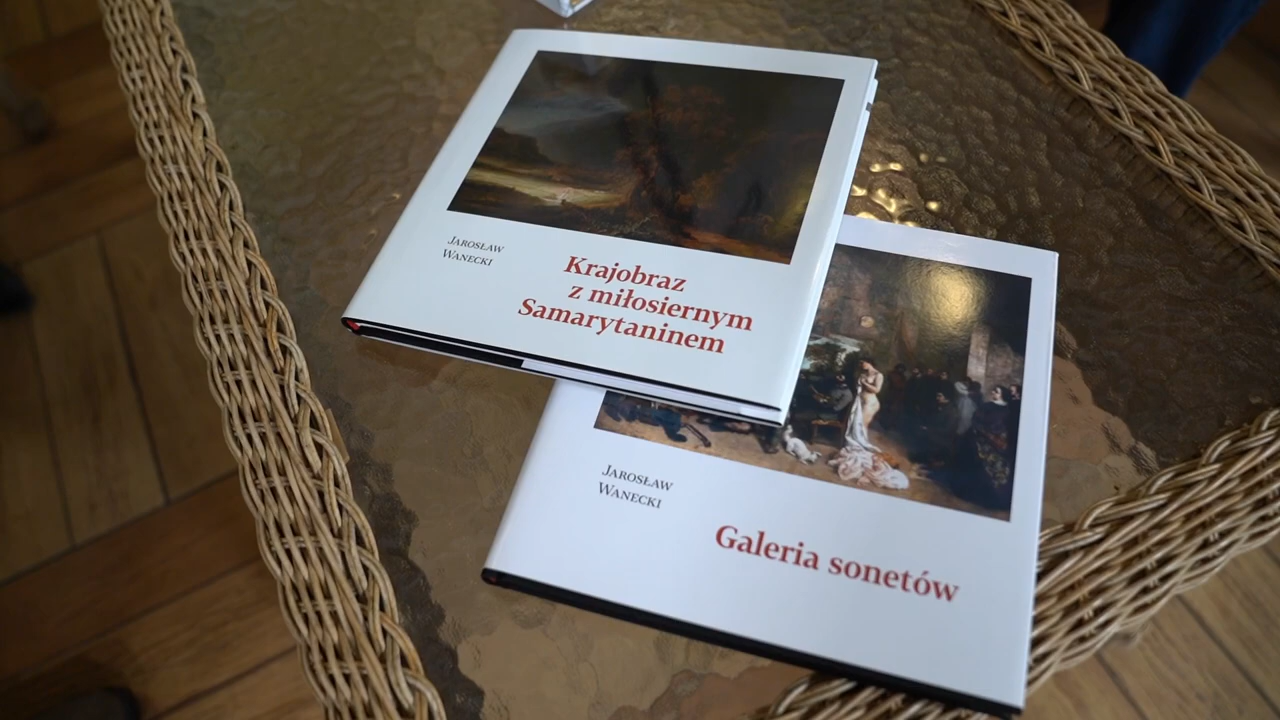 Jarosław
Wanecki
Krajobraz
z miłosiernym
Samarytaninem
Jarosław
Wanecki
Galeria sonetów